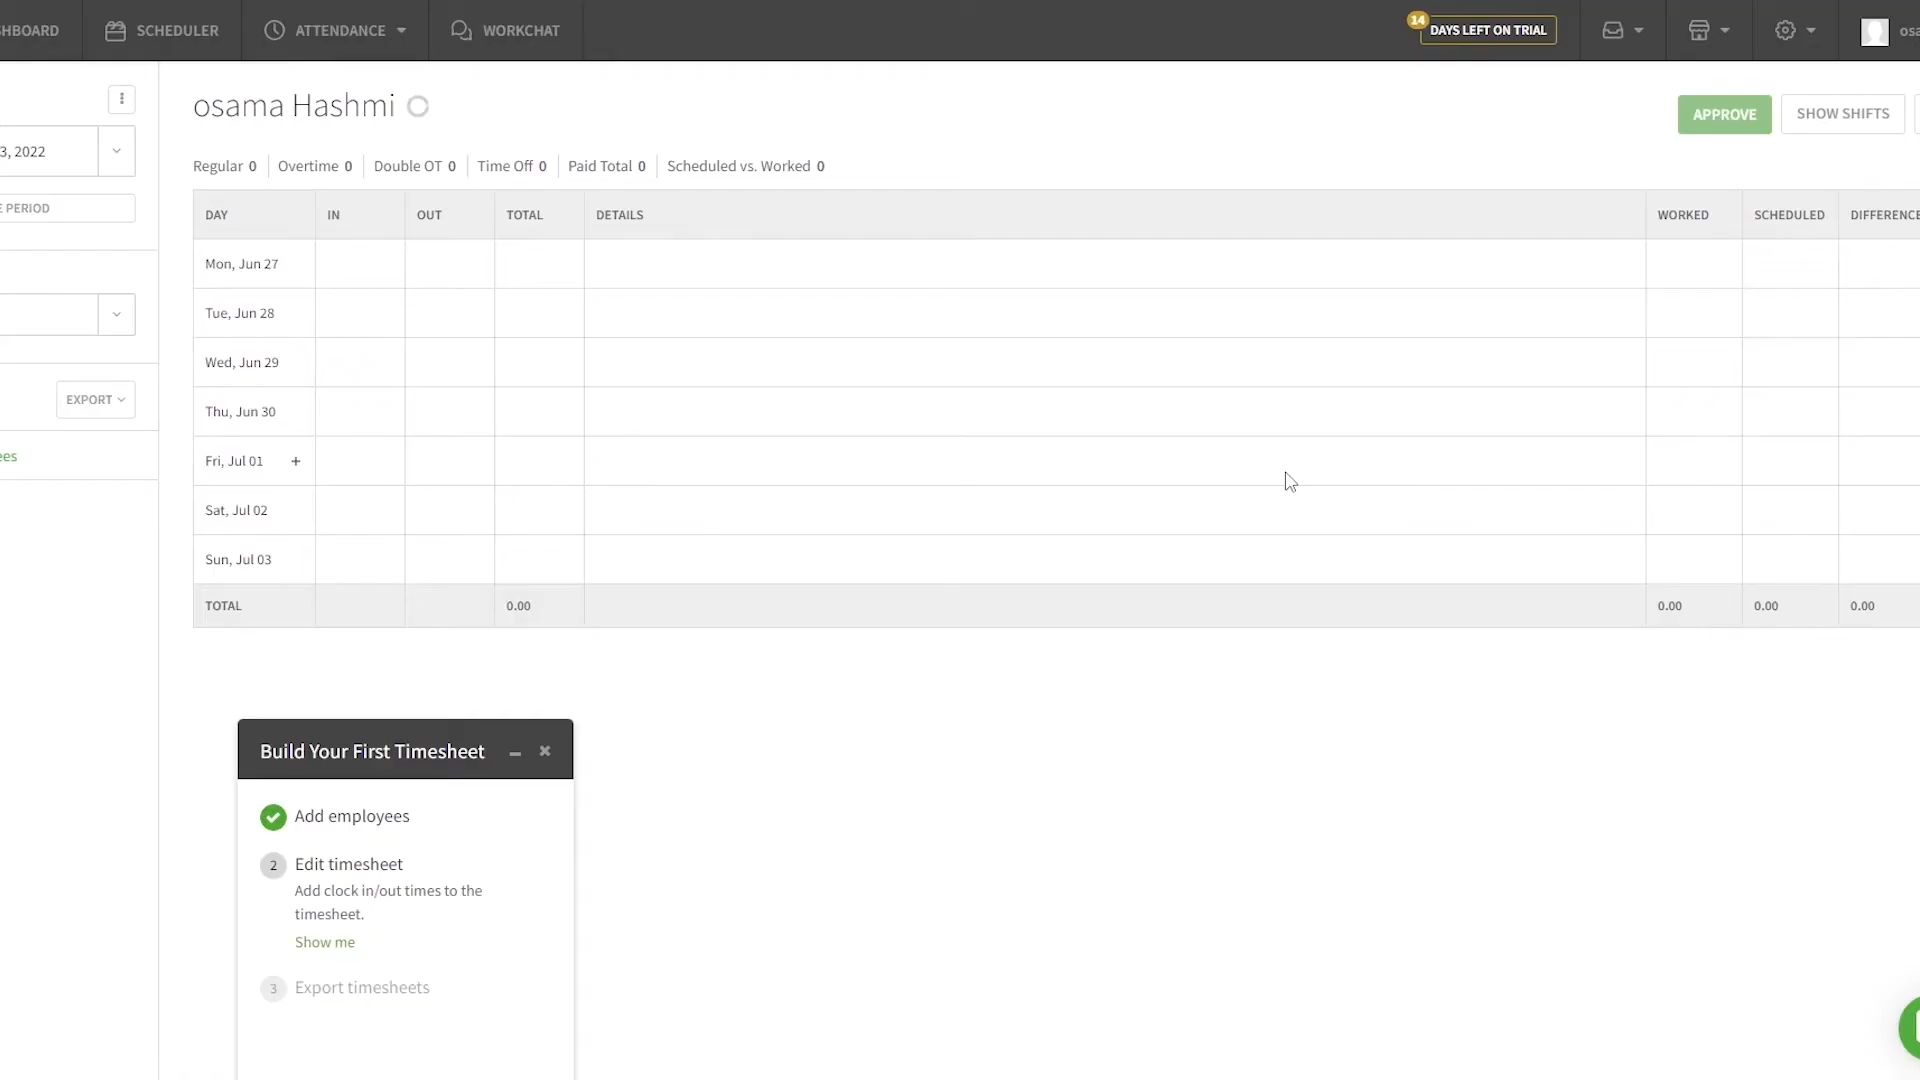 HBOARD SCHEDULER ATTENDANCE WORKCHAT 14 DAYS LEFT ON TRIAL osa
osama Hashmi
APPROVE SHOW SHIFTS
3, 2022
E PERIOD
EXPORT
ees
Regular 0 Overtime 0 Double OT 0 Time Off 0 Paid Total 0 Scheduled vs. Worked 0
DAY IN OUT TOTAL DETAILS WORKED SCHEDULED DIFFERENCE
Mon, Jun 27
Tue, Jun 28
Wed, Jun 29
Thu, Jun 30
Fri, Jul 01 +
Sat, Jul 02
Sun, Jul 03
TOTAL 0.00 0.00 0.00 0.00
Build Your First Timesheet
Add employees
2 Edit timesheet
Add clock in/out times to the
timesheet.
Show me
3 Export timesheets